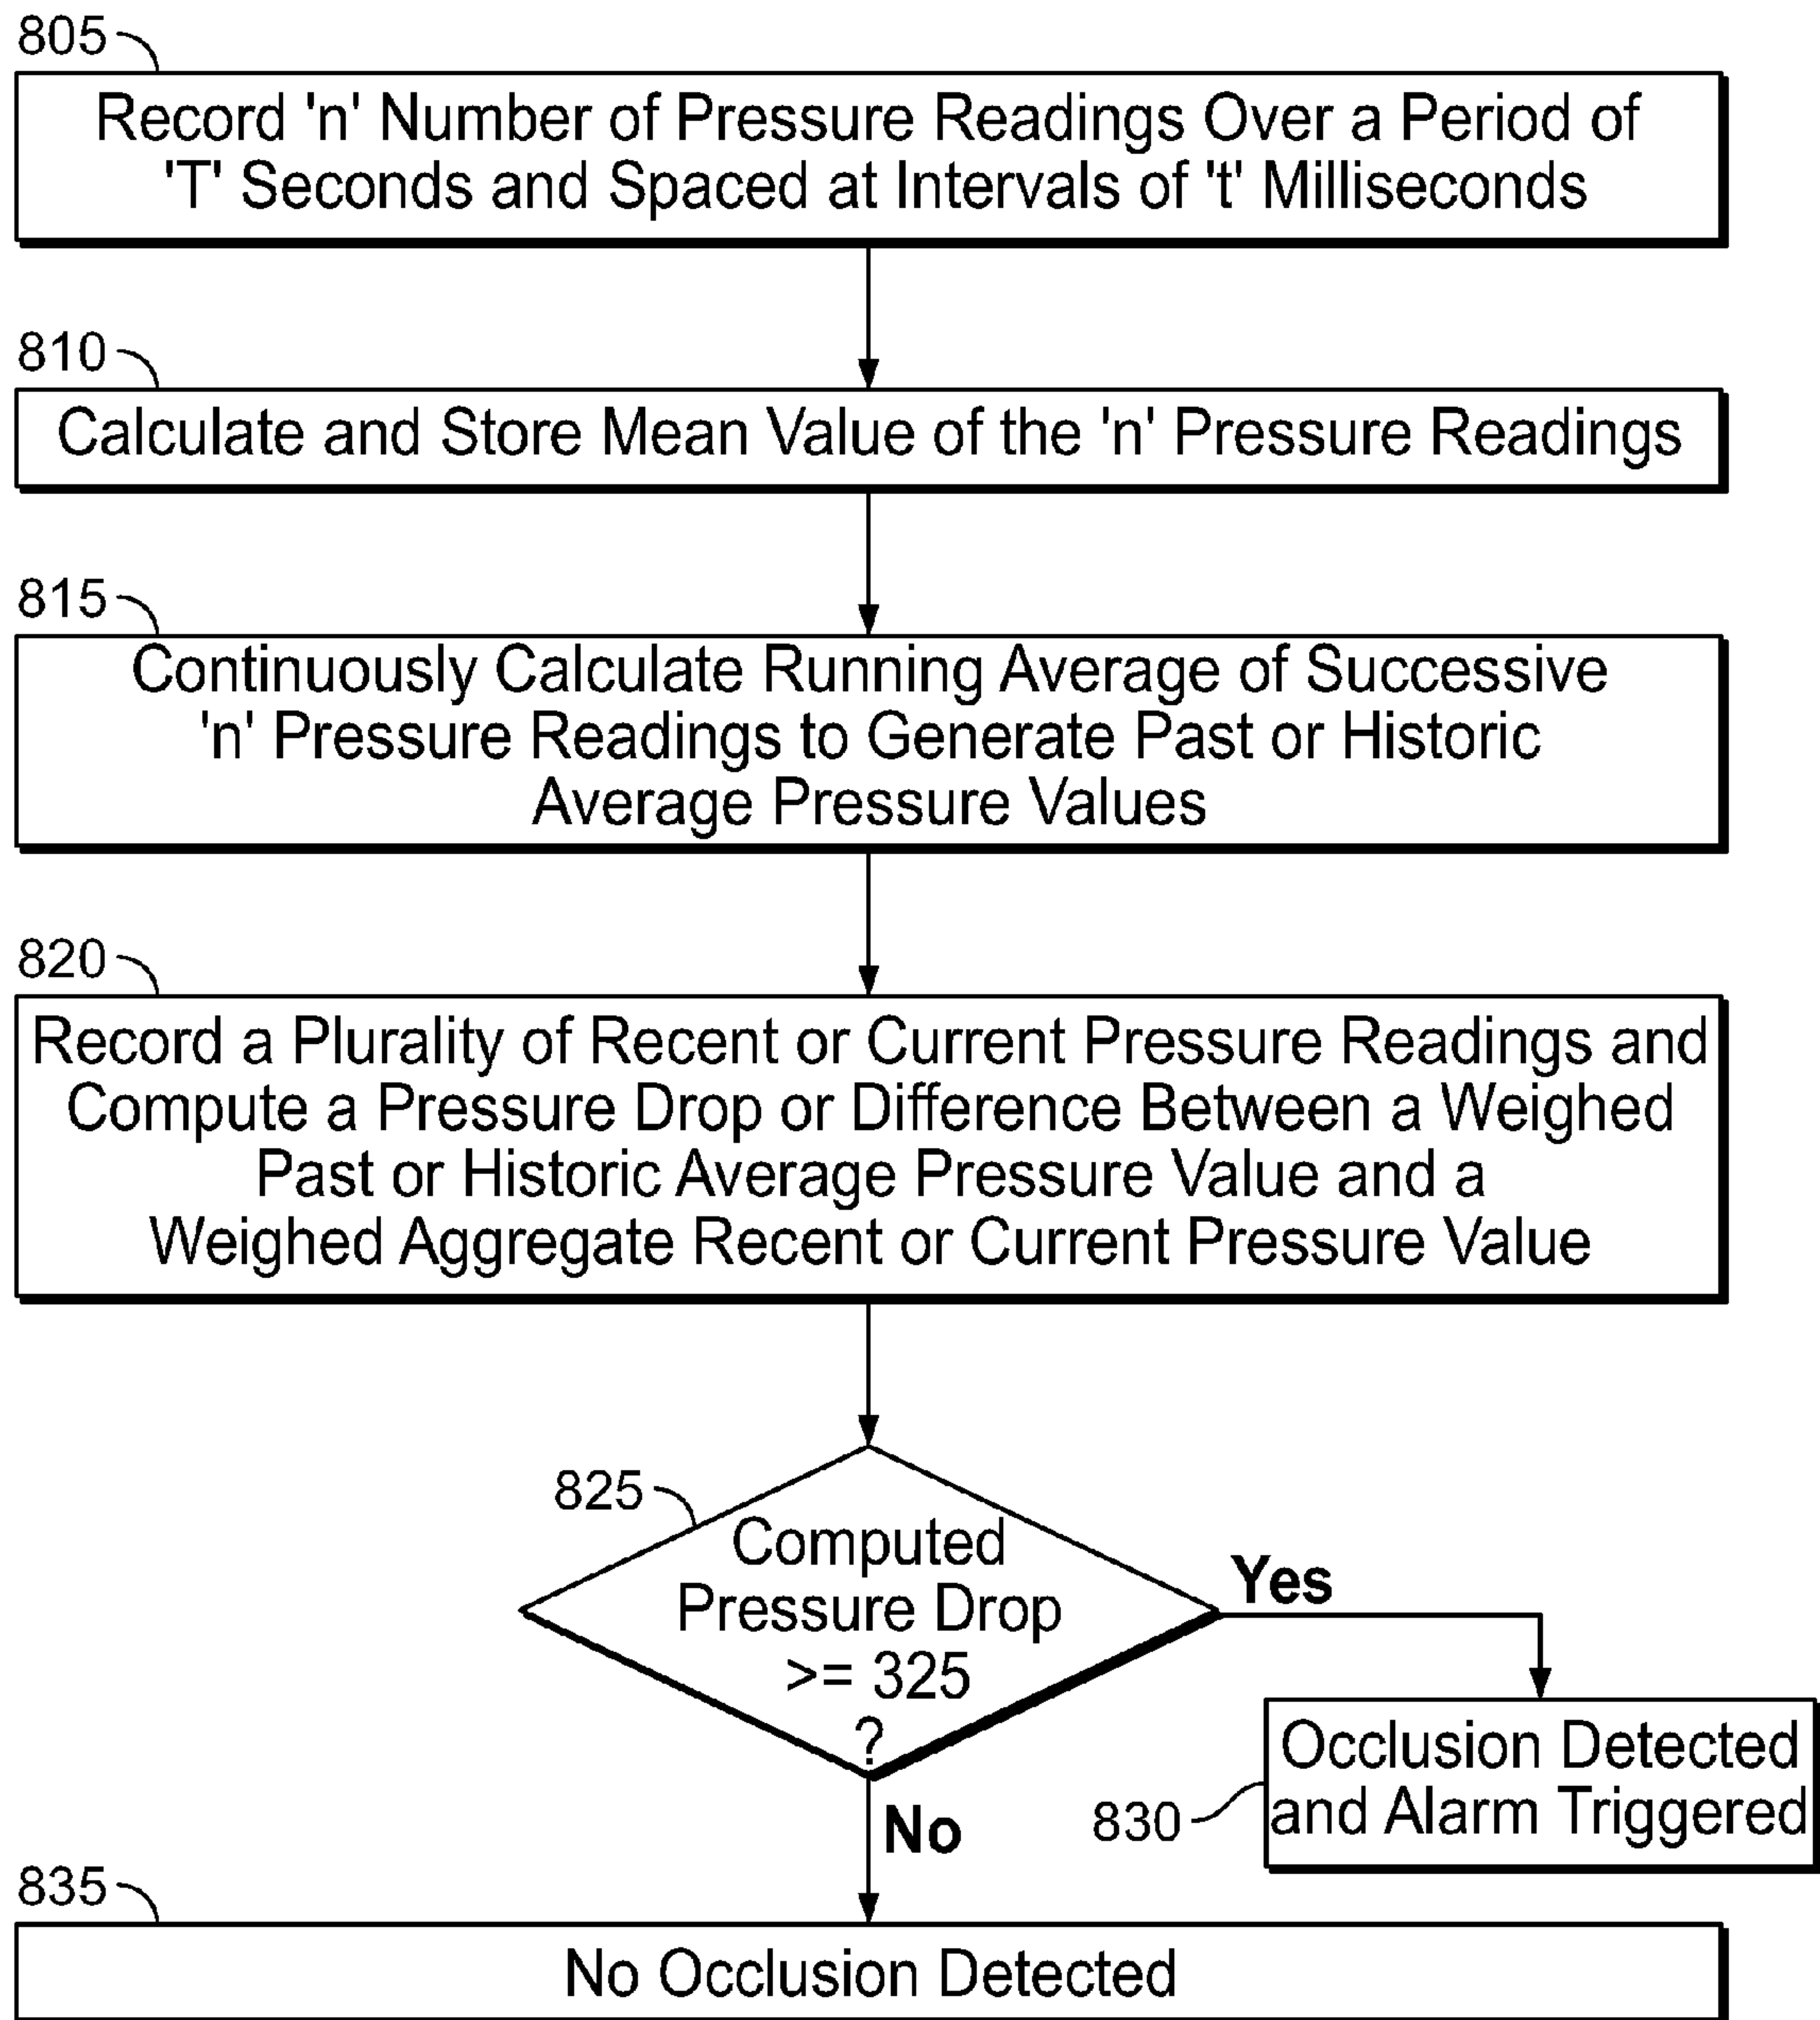 805
Record 'n' Number of Pressure Readings Over a Period of
'T' Seconds and Spaced at Intervals of 't' Milliseconds
810
Calculate and Store Mean Value of the 'n' Pressure Readings
815
Continuously Calculate Running Average of Successive
'n' Pressure Readings to Generate Past or Historic
Average Pressure Values
820
Record a Plurality of Recent or Current Pressure Readings and
Compute a Pressure Drop or Difference Between a Weighed
Past or Historic Average Pressure Value and a
Weighed Aggregate Recent or Current Pressure Value
825
Computed
Pressure Drop
>= 325
?
Yes
Occlusion Detected
and Alarm Triggered
830
No
835
No Occlusion Detected